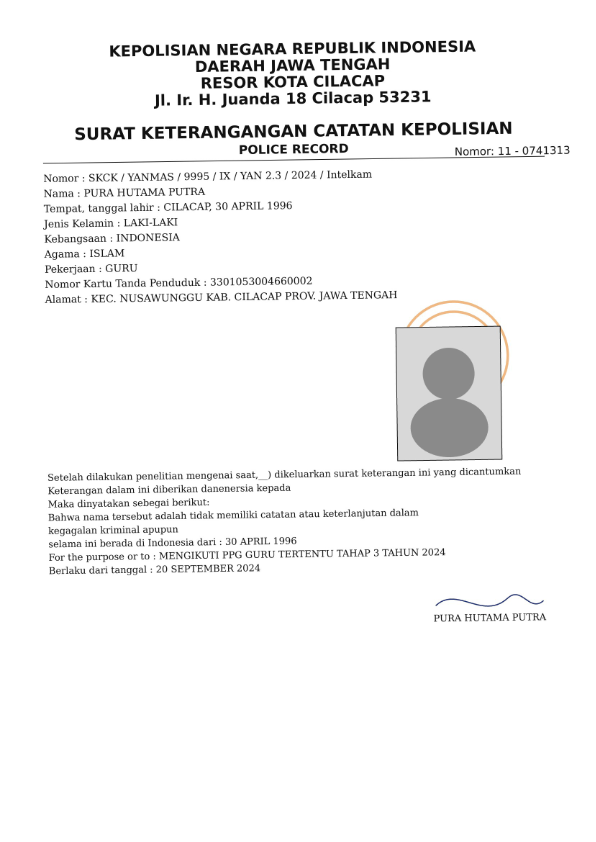 KEPOLISIAN NEGARA REPUBLIK INDONESIA
DAERAH JAWA TENGAH
RESOR KOTA CILACAP
Jl. Ir. H. Juanda 18 Cilacap 53231
SURAT KETERANGANGAN CATATAN KEPOLISIAN
POLICE RECORD
Nomor: 11 - 0741313
Nomor : SKCK / YANMAS / 9995 / IX / YAN 2.3 / 2024 / Intelkam
Nama : PURA HUTAMA PUTRA
Tempat, tanggal lahir : CILACAP, 30 APRIL 1996
Jenis Kelamin : LAKI-LAKI
Kebangsaan : INDONESIA
Agama : ISLAM
Pekerjaan : GURU
Nomor Kartu Tanda Penduduk : 3301053004660002
Alamat : KEC. NUSAWUNGGU KAB. CILACAP PROV. JAWA TENGAH
Setelah dilakukan penelitian mengenai saat,__) dikeluarkan surat keterangan ini yang dicantumkan
Keterangan dalam ini diberikan danenersia kepada
Maka dinyatakan sebegai berikut:
Bahwa nama tersebut adalah tidak memiliki catatan atau keterlanjutan dalam
kegagalan kriminal apupun
selama ini berada di Indonesia dari : 30 APRIL 1996
For the purpose or to : MENGIKUTI PPG GURU TERTENTU TAHAP 3 TAHUN 2024
Berlaku dari tanggal : 20 SEPTEMBER 2024
PURA HUTAMA PUTRA